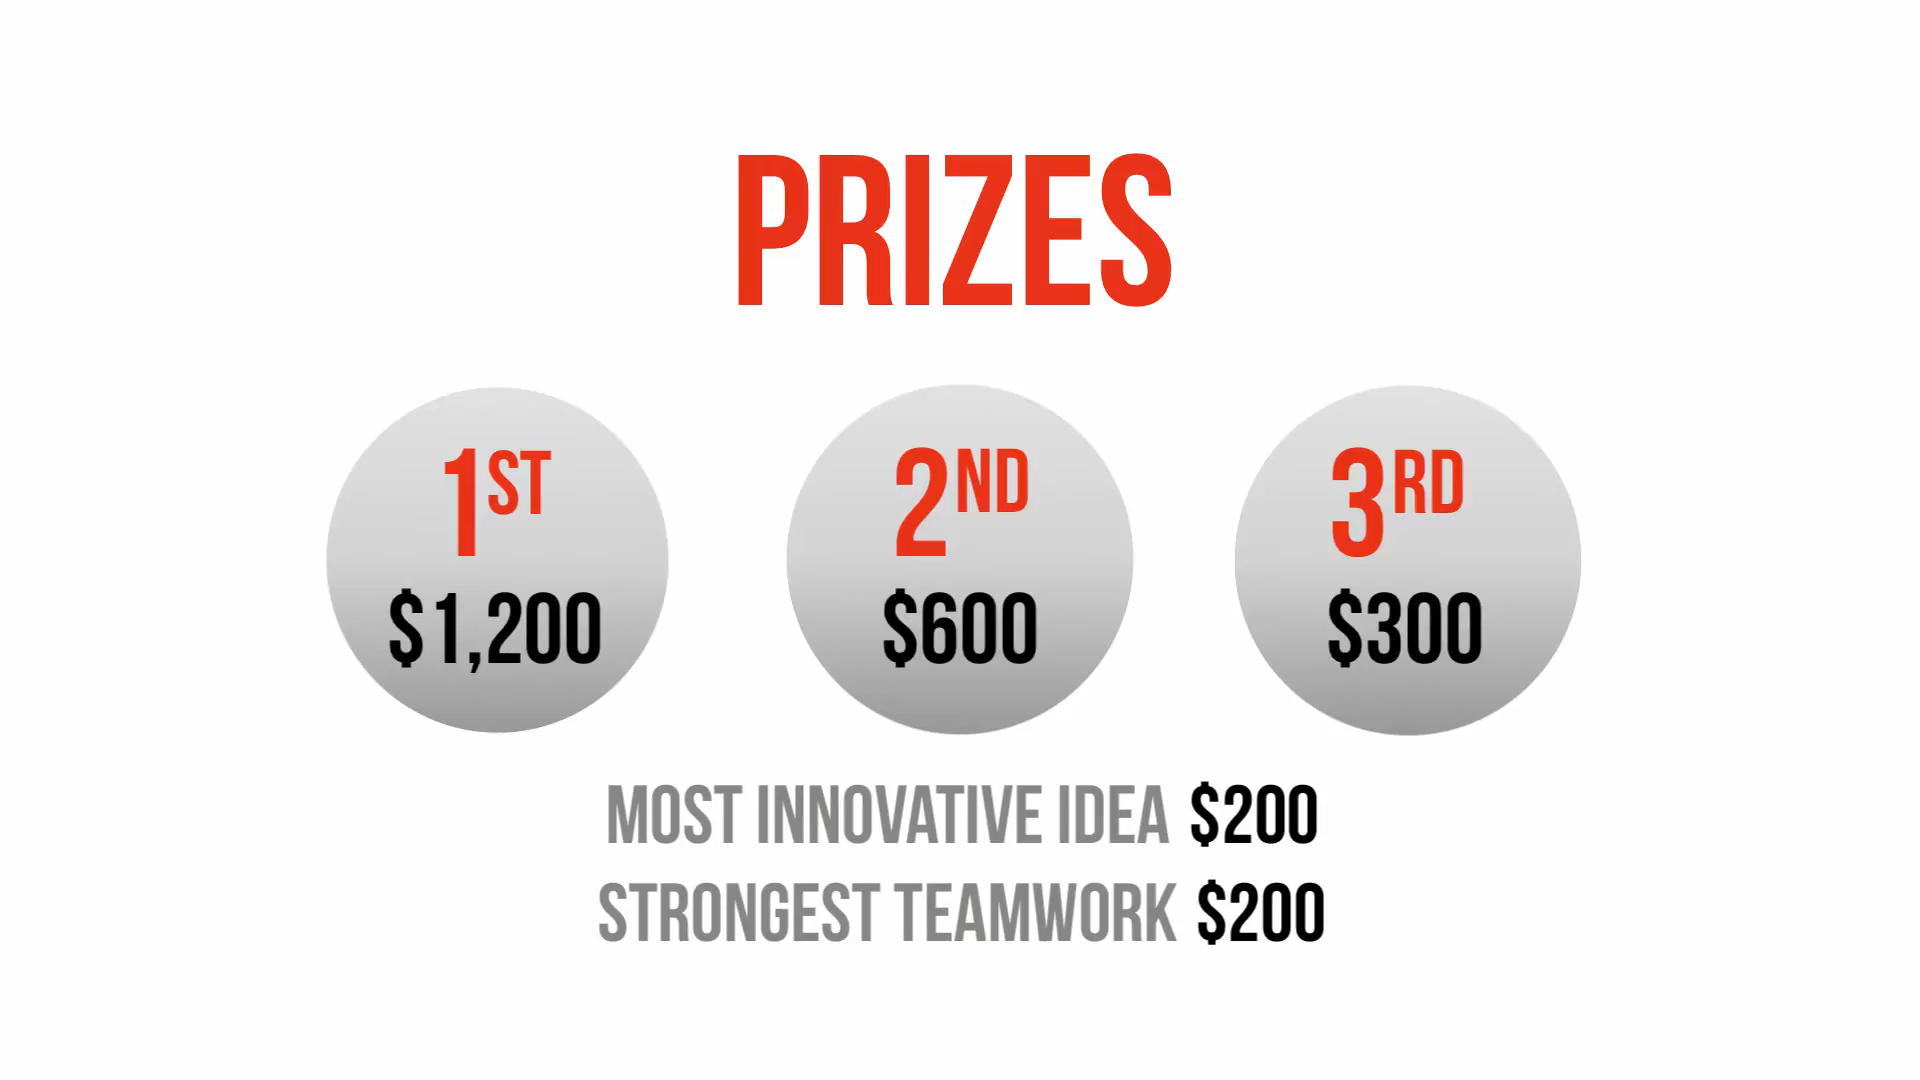 PRIZES
1ST 2ND 3RD
$1,200 $600 $300
MOST INNOVATIVE IDEA $200
STRONGEST TEAMWORK $200